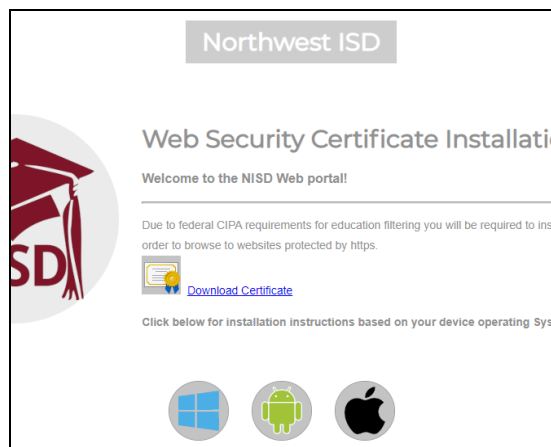 Northwest ISD
Web Security Certificate Installati
Welcome to the NISD Web portal!
Due to federal CIPA requirements for education filtering you will be required to ins
order to browse to websites protected by https.
SD
Download Certificate
Click below for installation instructions based on your device operating Sys